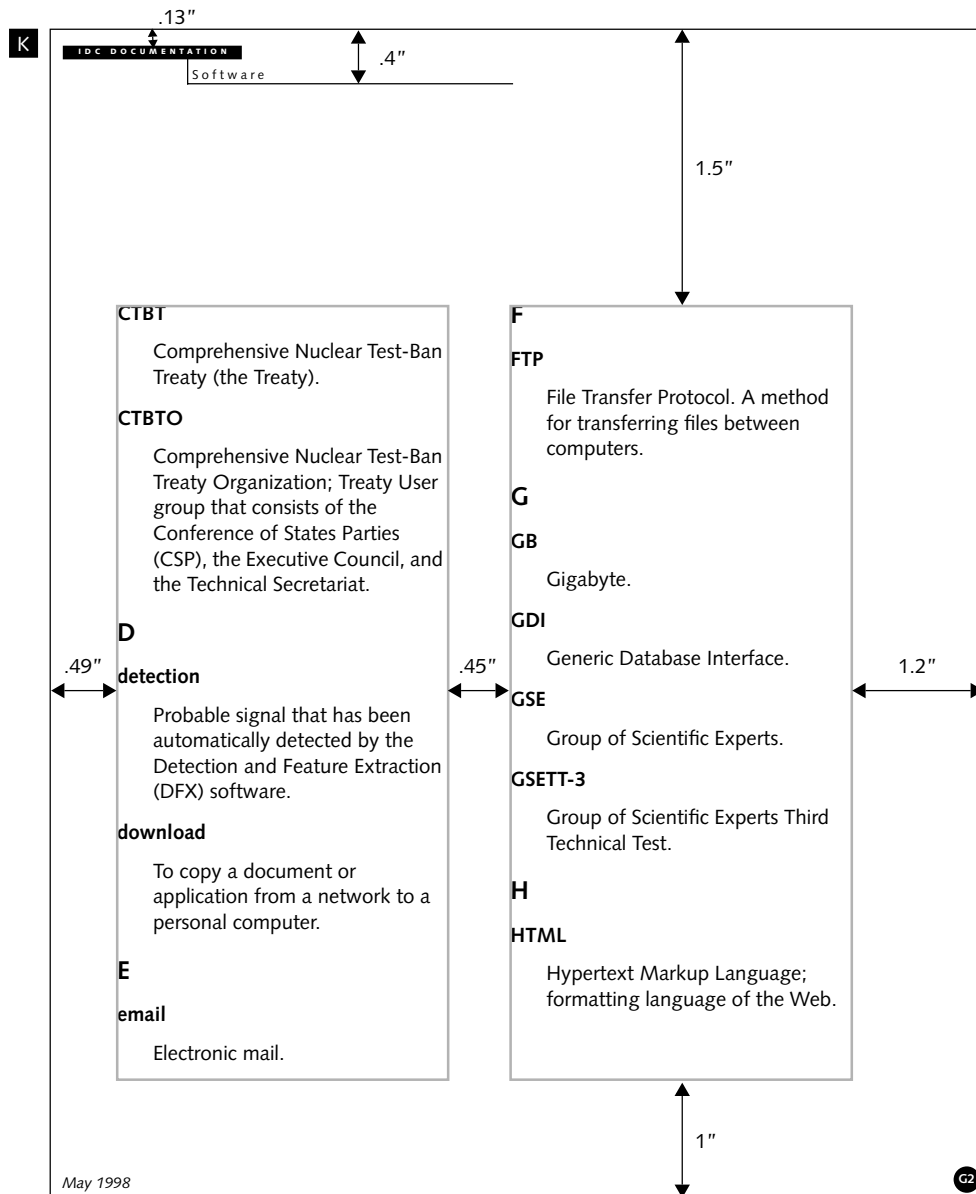 .13"
K
IDC DOCUMENTATION
Software
.4"
1.5"
CTBT
Comprehensive Nuclear Test-Ban
Treaty (the Treaty).
CTBTO
Comprehensive Nuclear Test-Ban
Treaty Organization; Treaty User
group that consists of the
Conference of States Parties
(CSP), the Executive Council, and
the Technical Secretariat.
D
detection
Probable signal that has been
automatically detected by the
Detection and Feature Extraction
(DFX) software.
download
To copy a document or
application from a network to a
personal computer.
E
email
Electronic mail.
.49"
.45"
F
FTP
File Transfer Protocol. A method
for transferring files between
computers.
G
GB
Gigabyte.
GDI
Generic Database Interface.
GSE
Group of Scientific Experts.
GSETT-3
Group of Scientific Experts Third
Technical Test.
H
HTML
Hypertext Markup Language;
formatting language of the Web.
1.2"
1"
May 1998
G2